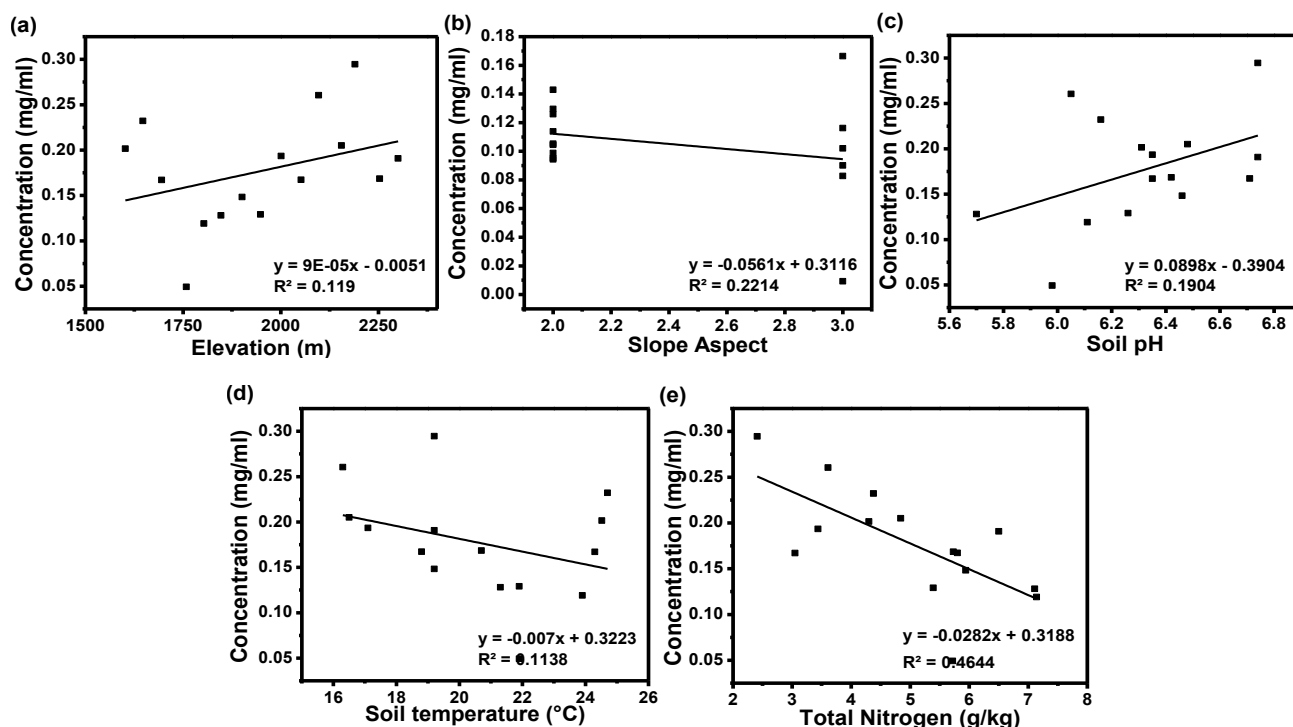 (a)
Concentration (mg/ml)
0.30
0.25
0.20
0.15
0.10
0.05
1500
1750
2000
2250
Elevation (m)
y = 9E-05x - 0.0051
R² = 0.119
(b)
Concentration (mg/ml)
0.18
0.16
0.14
0.12
0.10
0.08
0.06
0.04
0.02
0.00
2.0
2.2
2.4
2.6
2.8
3.0
Slope Aspect
y = -0.0561x + 0.3116
R² = 0.2214
(c)
Concentration (mg/ml)
0.30
0.25
0.20
0.15
0.10
0.05
5.6
5.8
6.0
6.2
6.4
6.6
6.8
Soil pH
y = 0.0898x - 0.3904
R² = 0.1904
(d)
Concentration (mg/ml)
0.30
0.25
0.20
0.15
0.10
0.05
16
18
20
22
24
26
Soil temperature (°C)
y = -0.007x + 0.3223
R² = 0.1138
(e)
Concentration (mg/ml)
0.30
0.25
0.20
0.15
0.10
0.05
2
3
4
5
6
7
8
Total Nitrogen (g/kg)
y = -0.0282x + 0.3188
R² = 0.4644